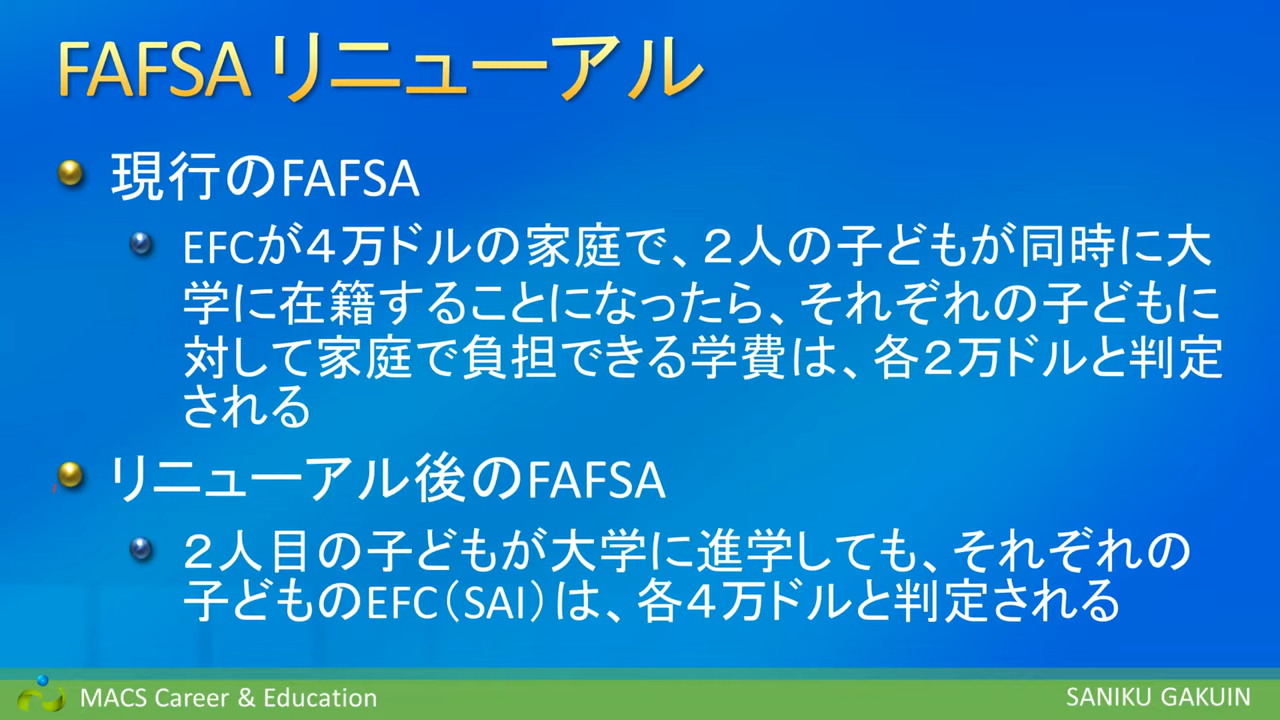 FAFSA リニューアル
現行のFAFSA
EFCが４万ドルの家庭で、２人の子どもが同時に大
学に在籍することになったら、それぞれの子どもに
対して家庭で負担できる学費は、各２万ドルと判定
される
リニューアル後のFAFSA
２人目の子どもが大学に進学しても、それぞれの
子どものEFC（SAI）は、各４万ドルと判定される
MACS Career & Education
SANIKU GAKUIN